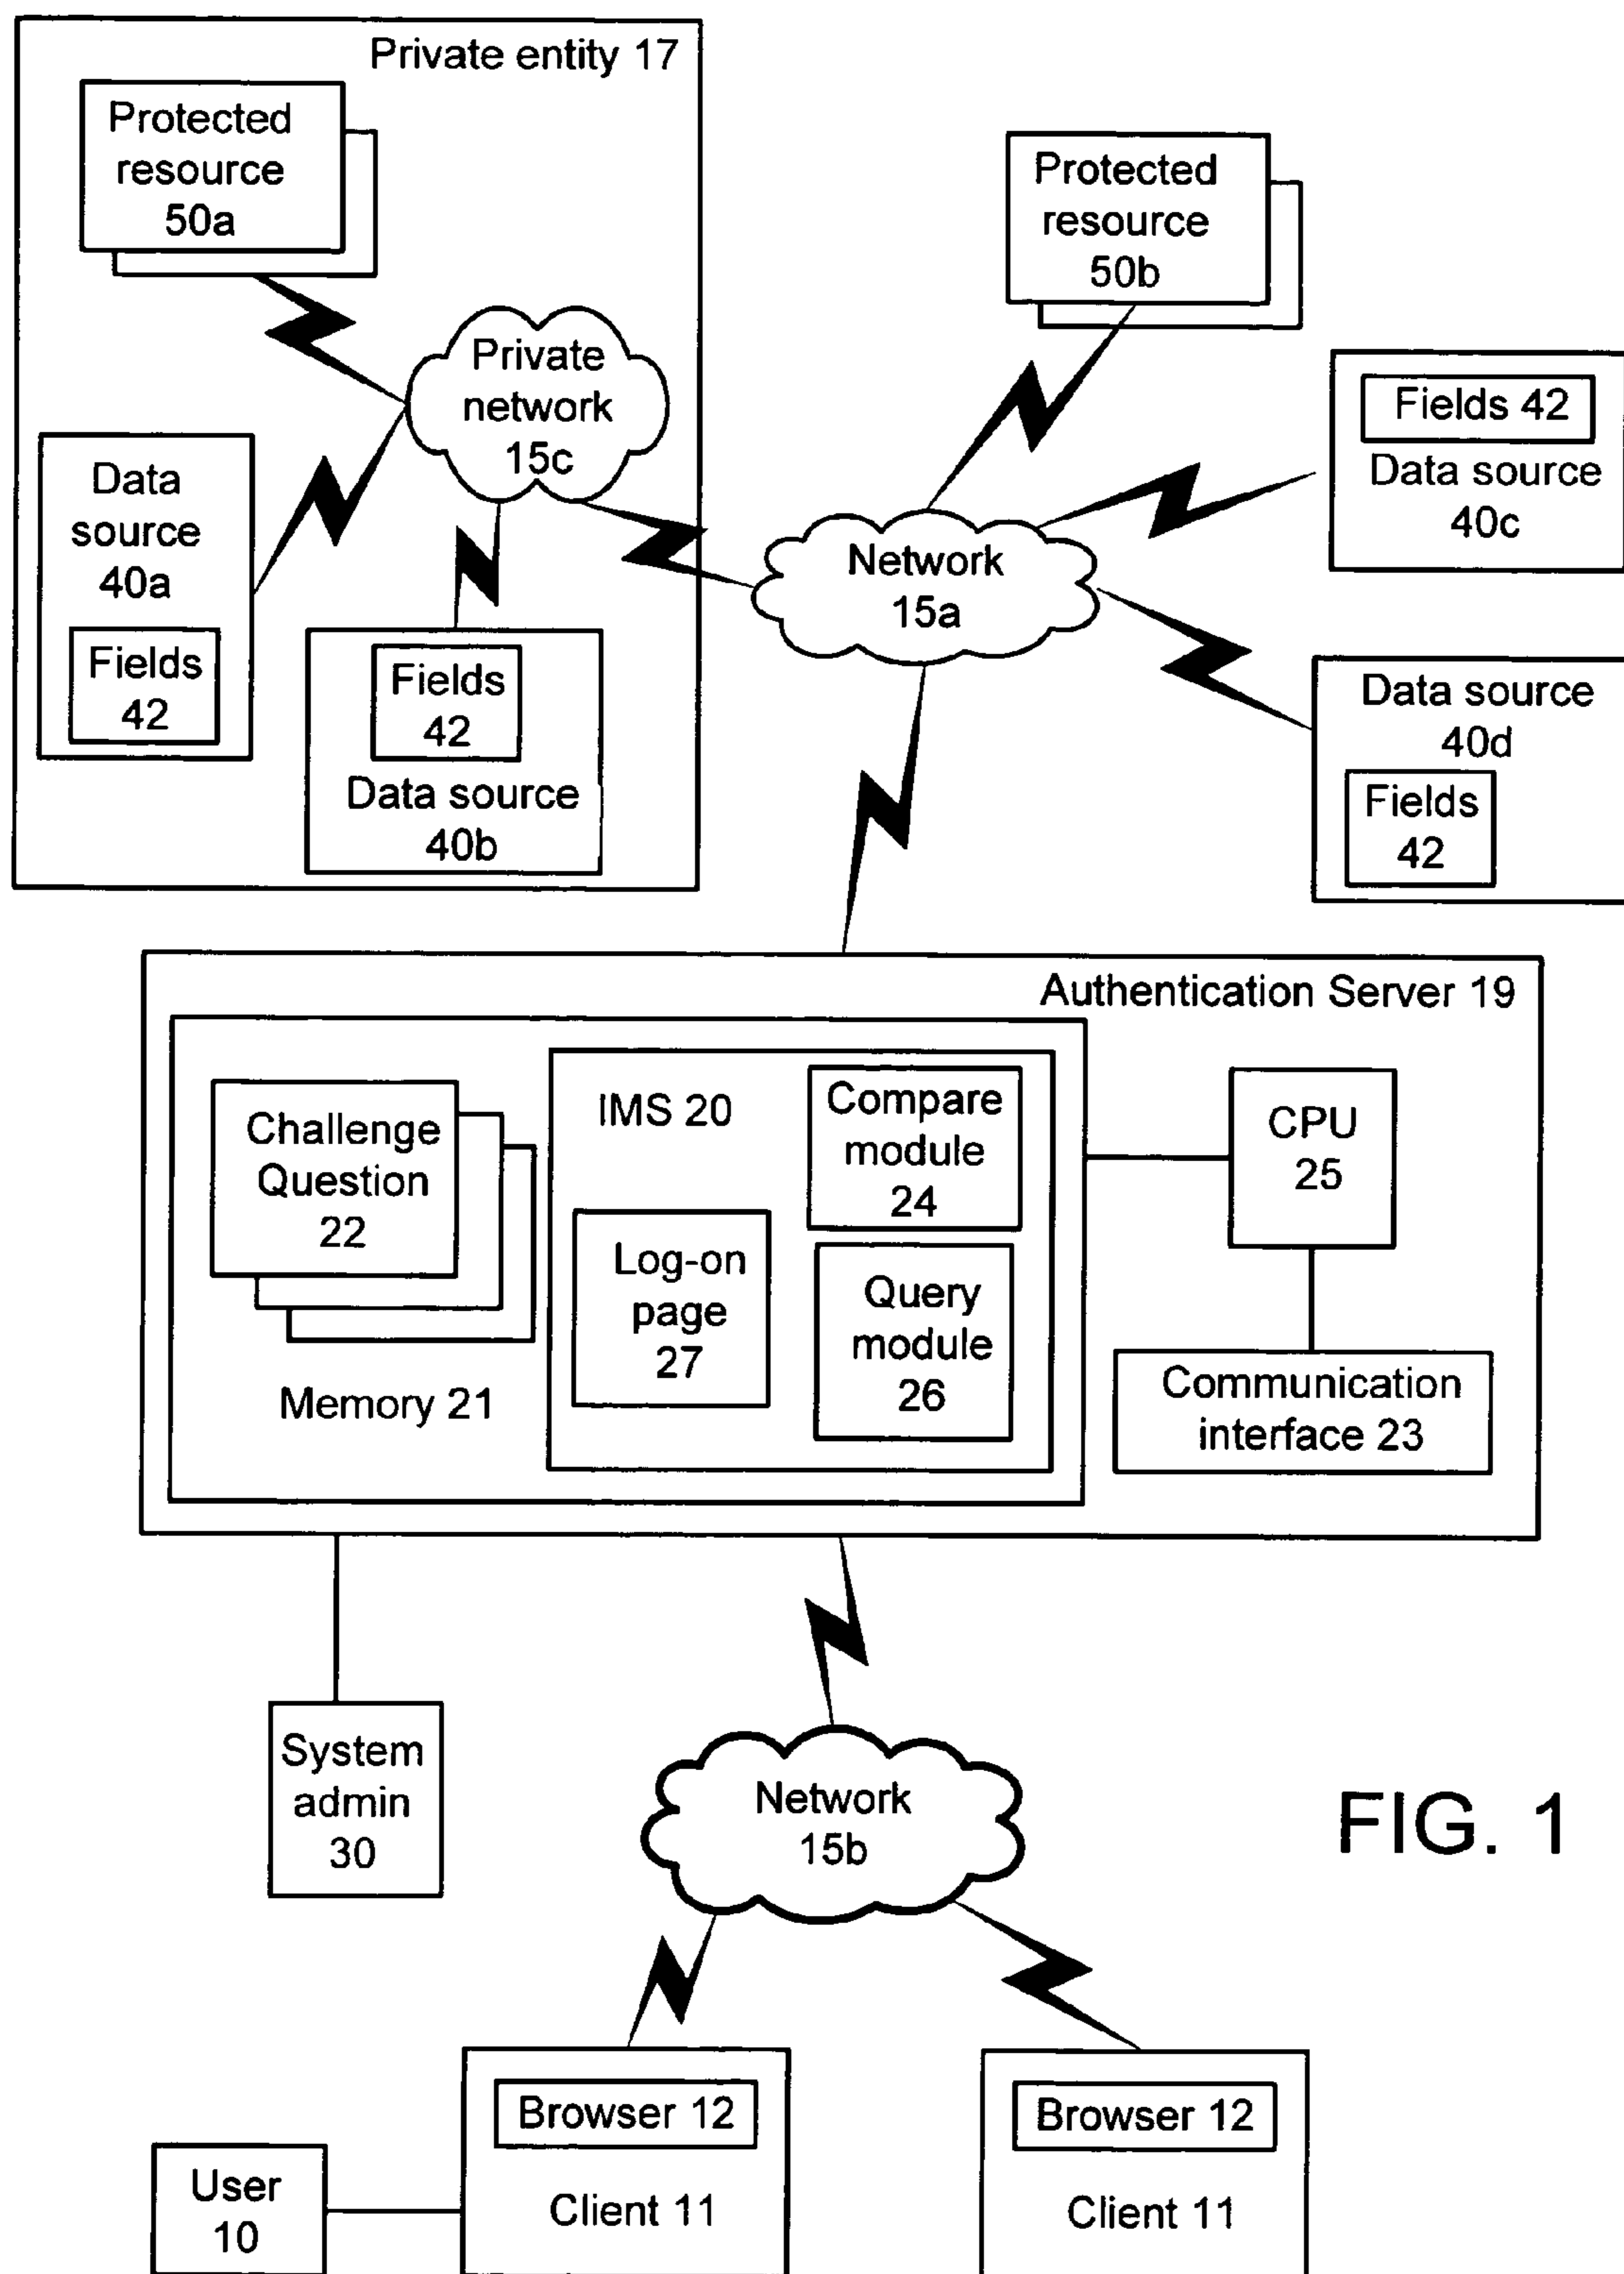 Private entity 17
Protected
resource
50a
Private
network
15c
Data
source
40a
Fields
42
Fields
42
Data source
40b
Protected
resource
50b
Network
15a
Fields 42
Data source
40c
Data source
40d
Fields
42
Authentication Server 19
Challenge
Question
22
Memory 21
IMS 20
Log-on
page
27
Compare
module
24
Query
module
26
CPU
25
Communication
interface 23
System
admin
30
Network
15b
FIG. 1
User
10
Browser 12
Client 11
Browser 12
Client 11